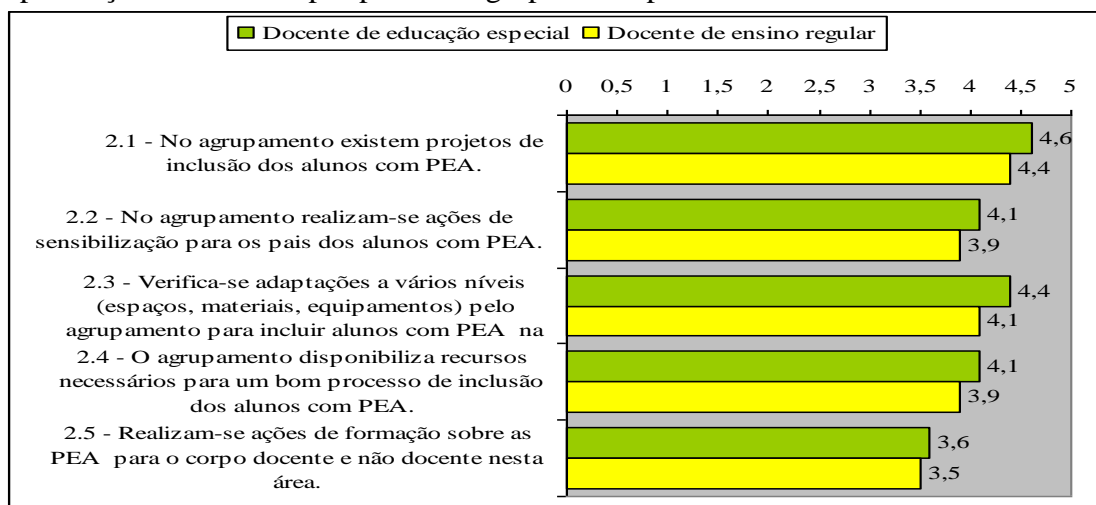 Docente de educação especial Docente de ensino regular
0 0,5 1 1,5 2 2,5 3 3,5 4 4,5 5
2.1 - No agrupamento existem projetos de
inclusão dos alunos com PEA.
4,6
4,4
2.2 - No agrupamento realizam-se ações de
sensibilização para os pais dos alunos com PEA.
4,1
3,9
2.3 - Verifica-se adaptações a vários níveis
(espaços, materiais, equipamentos) pelo
agrupamento para incluir alunos com PEA na
4,4
4,1
2.4 - O agrupamento disponibiliza recursos
necessários para um bom processo de inclusão
dos alunos com PEA.
4,1
3,9
2.5 - Realizam-se ações de formação sobre as
PEA para o corpo docente e não docente nesta
área.
3,6
3,5